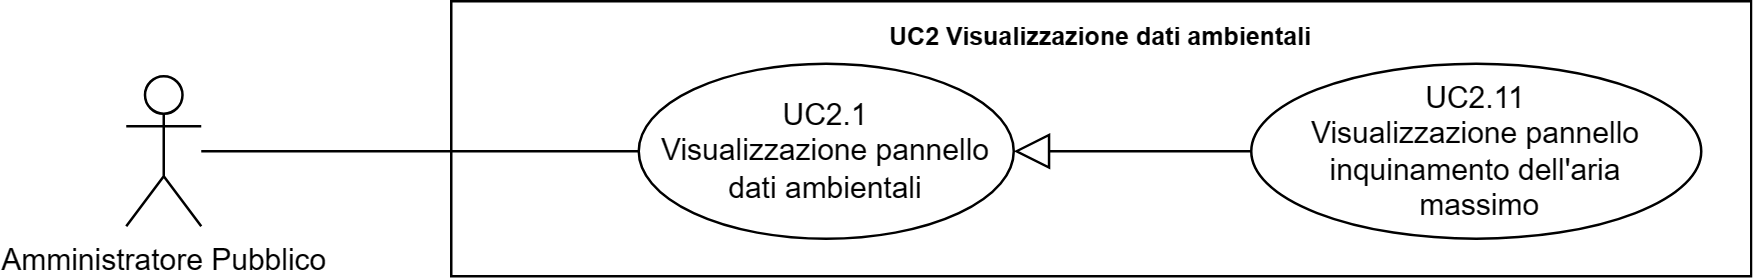 UC2 Visualizzazione dati ambientali
UC2.1
Visualizzazione pannello
dati ambientali
UC2.11
Visualizzazione pannello
inquinamento dell'aria
massimo
Amministratore Pubblico